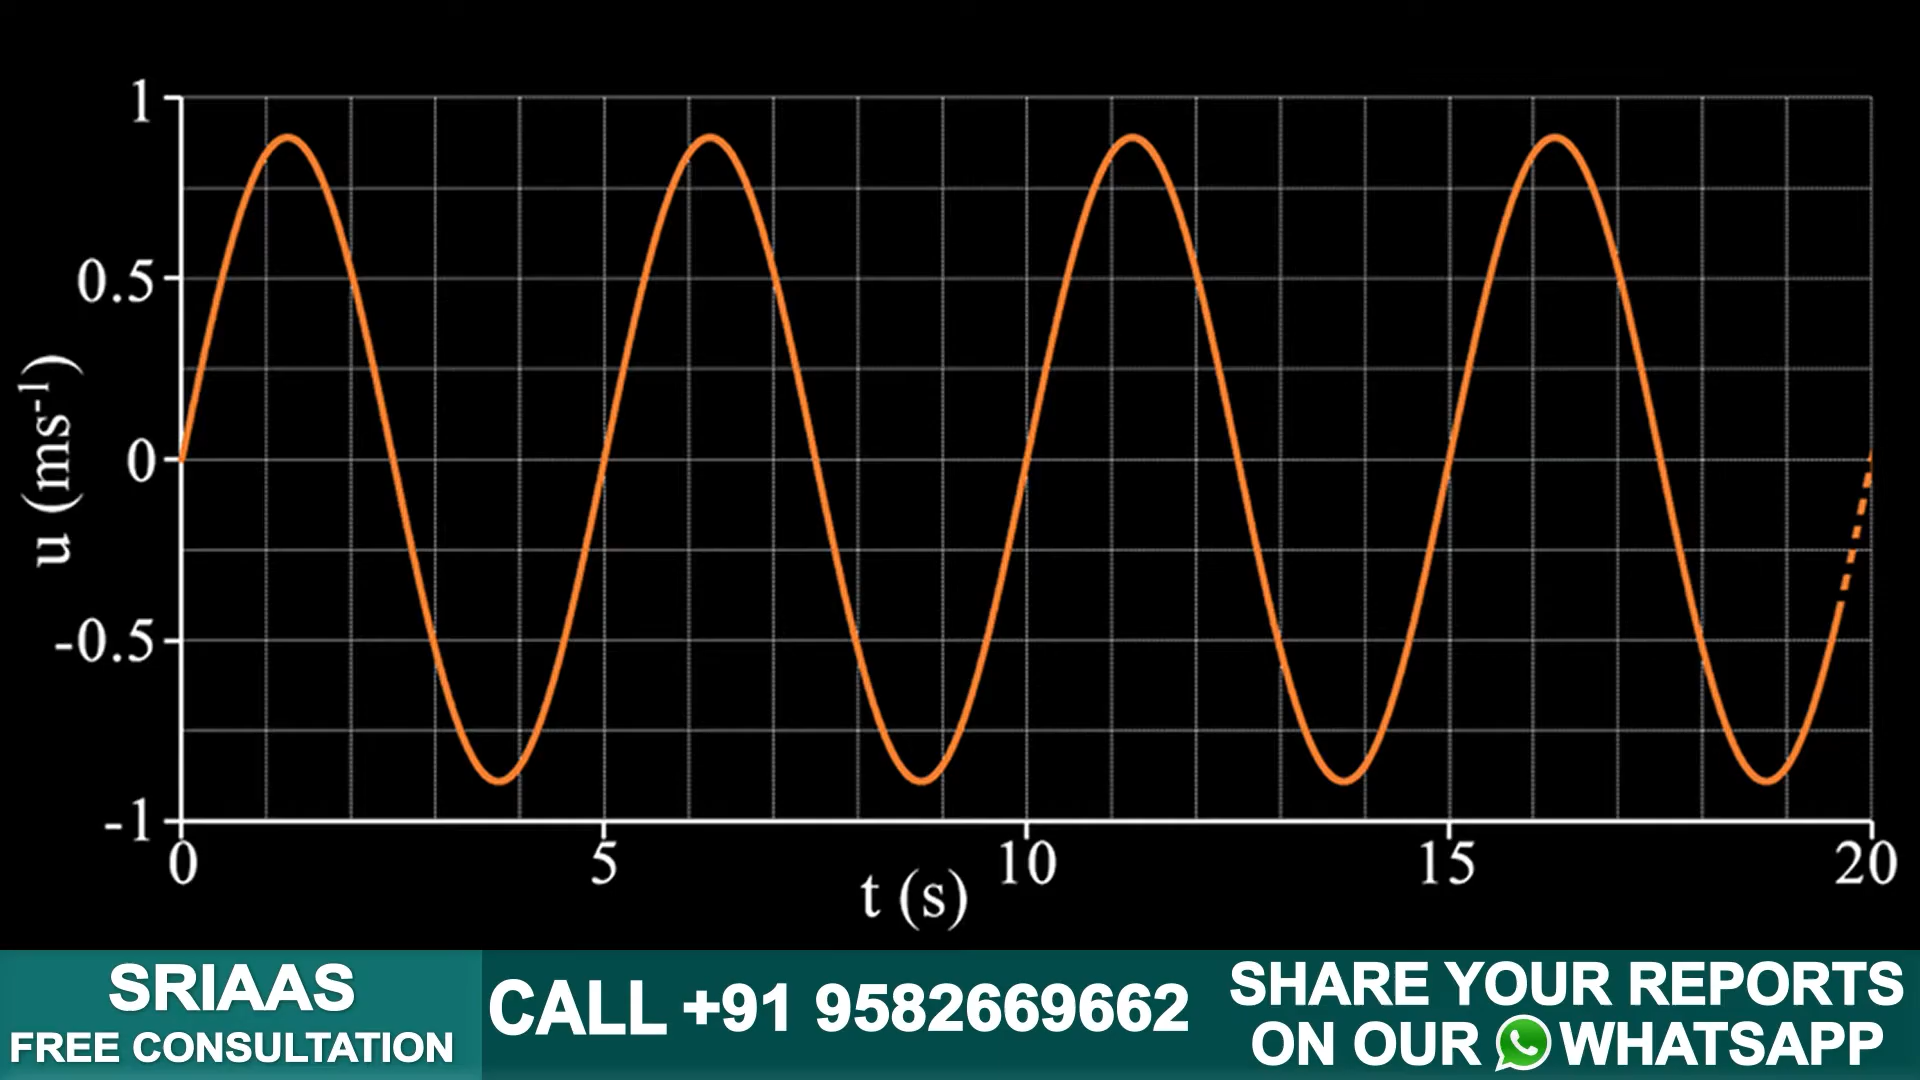 1
0.5
0
-0.5
-1
u (ms⁻¹)
0 5 10 15 20
t (s)
SRIAAS
FREE CONSULTATION
CALL +91 9582669662
SHARE YOUR REPORTS
ON OUR WHATSAPP